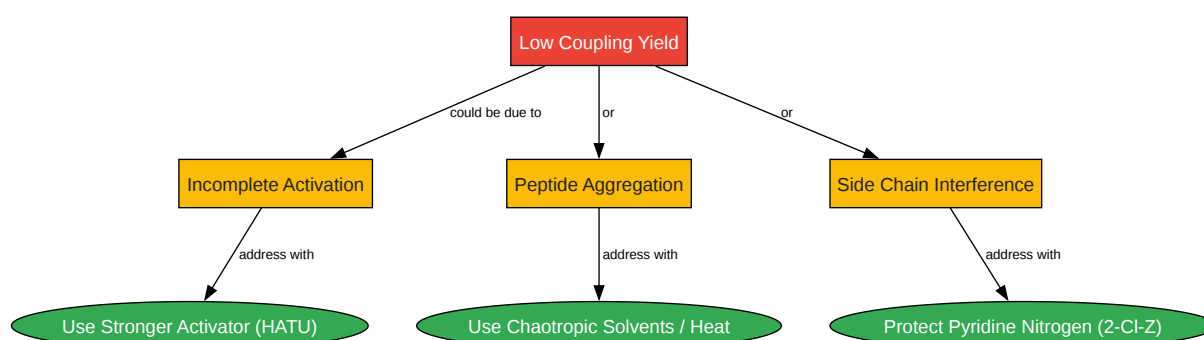 Low Coupling Yield
could be due to
or
or
Incomplete Activation
Peptide Aggregation
Side Chain Interference
address with
address with
address with
Use Stronger Activator (HATU)
Use Chaotropic Solvents / Heat
Protect Pyridine Nitrogen (2-Cl-Z)